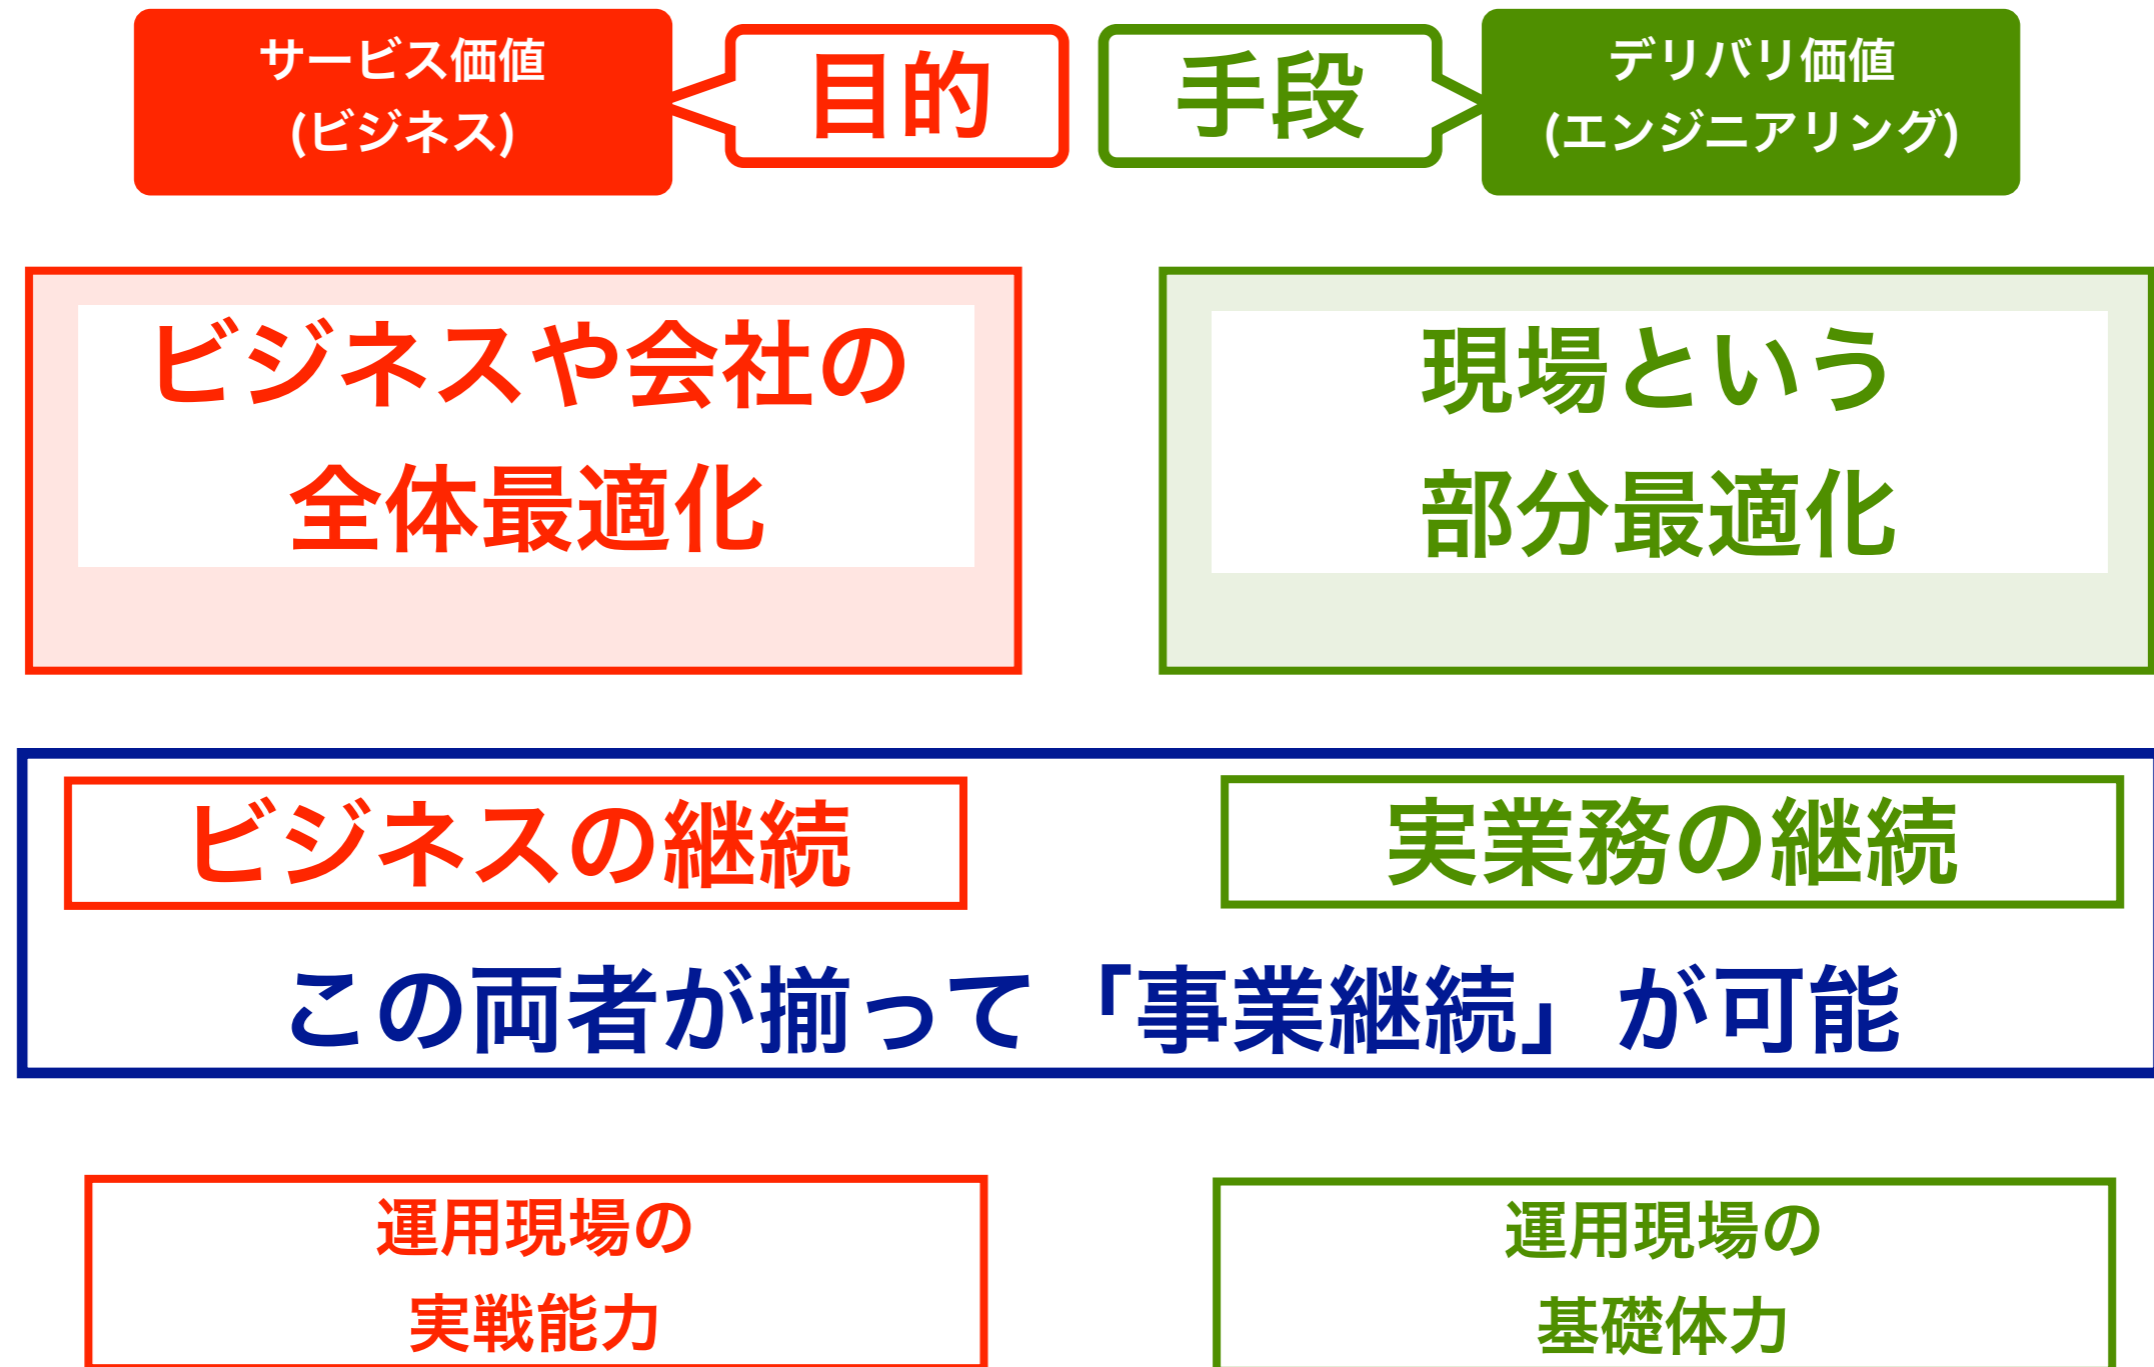 サービス価値
(ビジネス)
目的
手段
デリバリ価値
(エンジニアリング)
ビジネスや会社の
全体最適化
現場という
部分最適化
ビジネスの継続
実業務の継続
この両者が揃って「事業継続」が可能
運用現場の
実戦能力
運用現場の
基礎体力